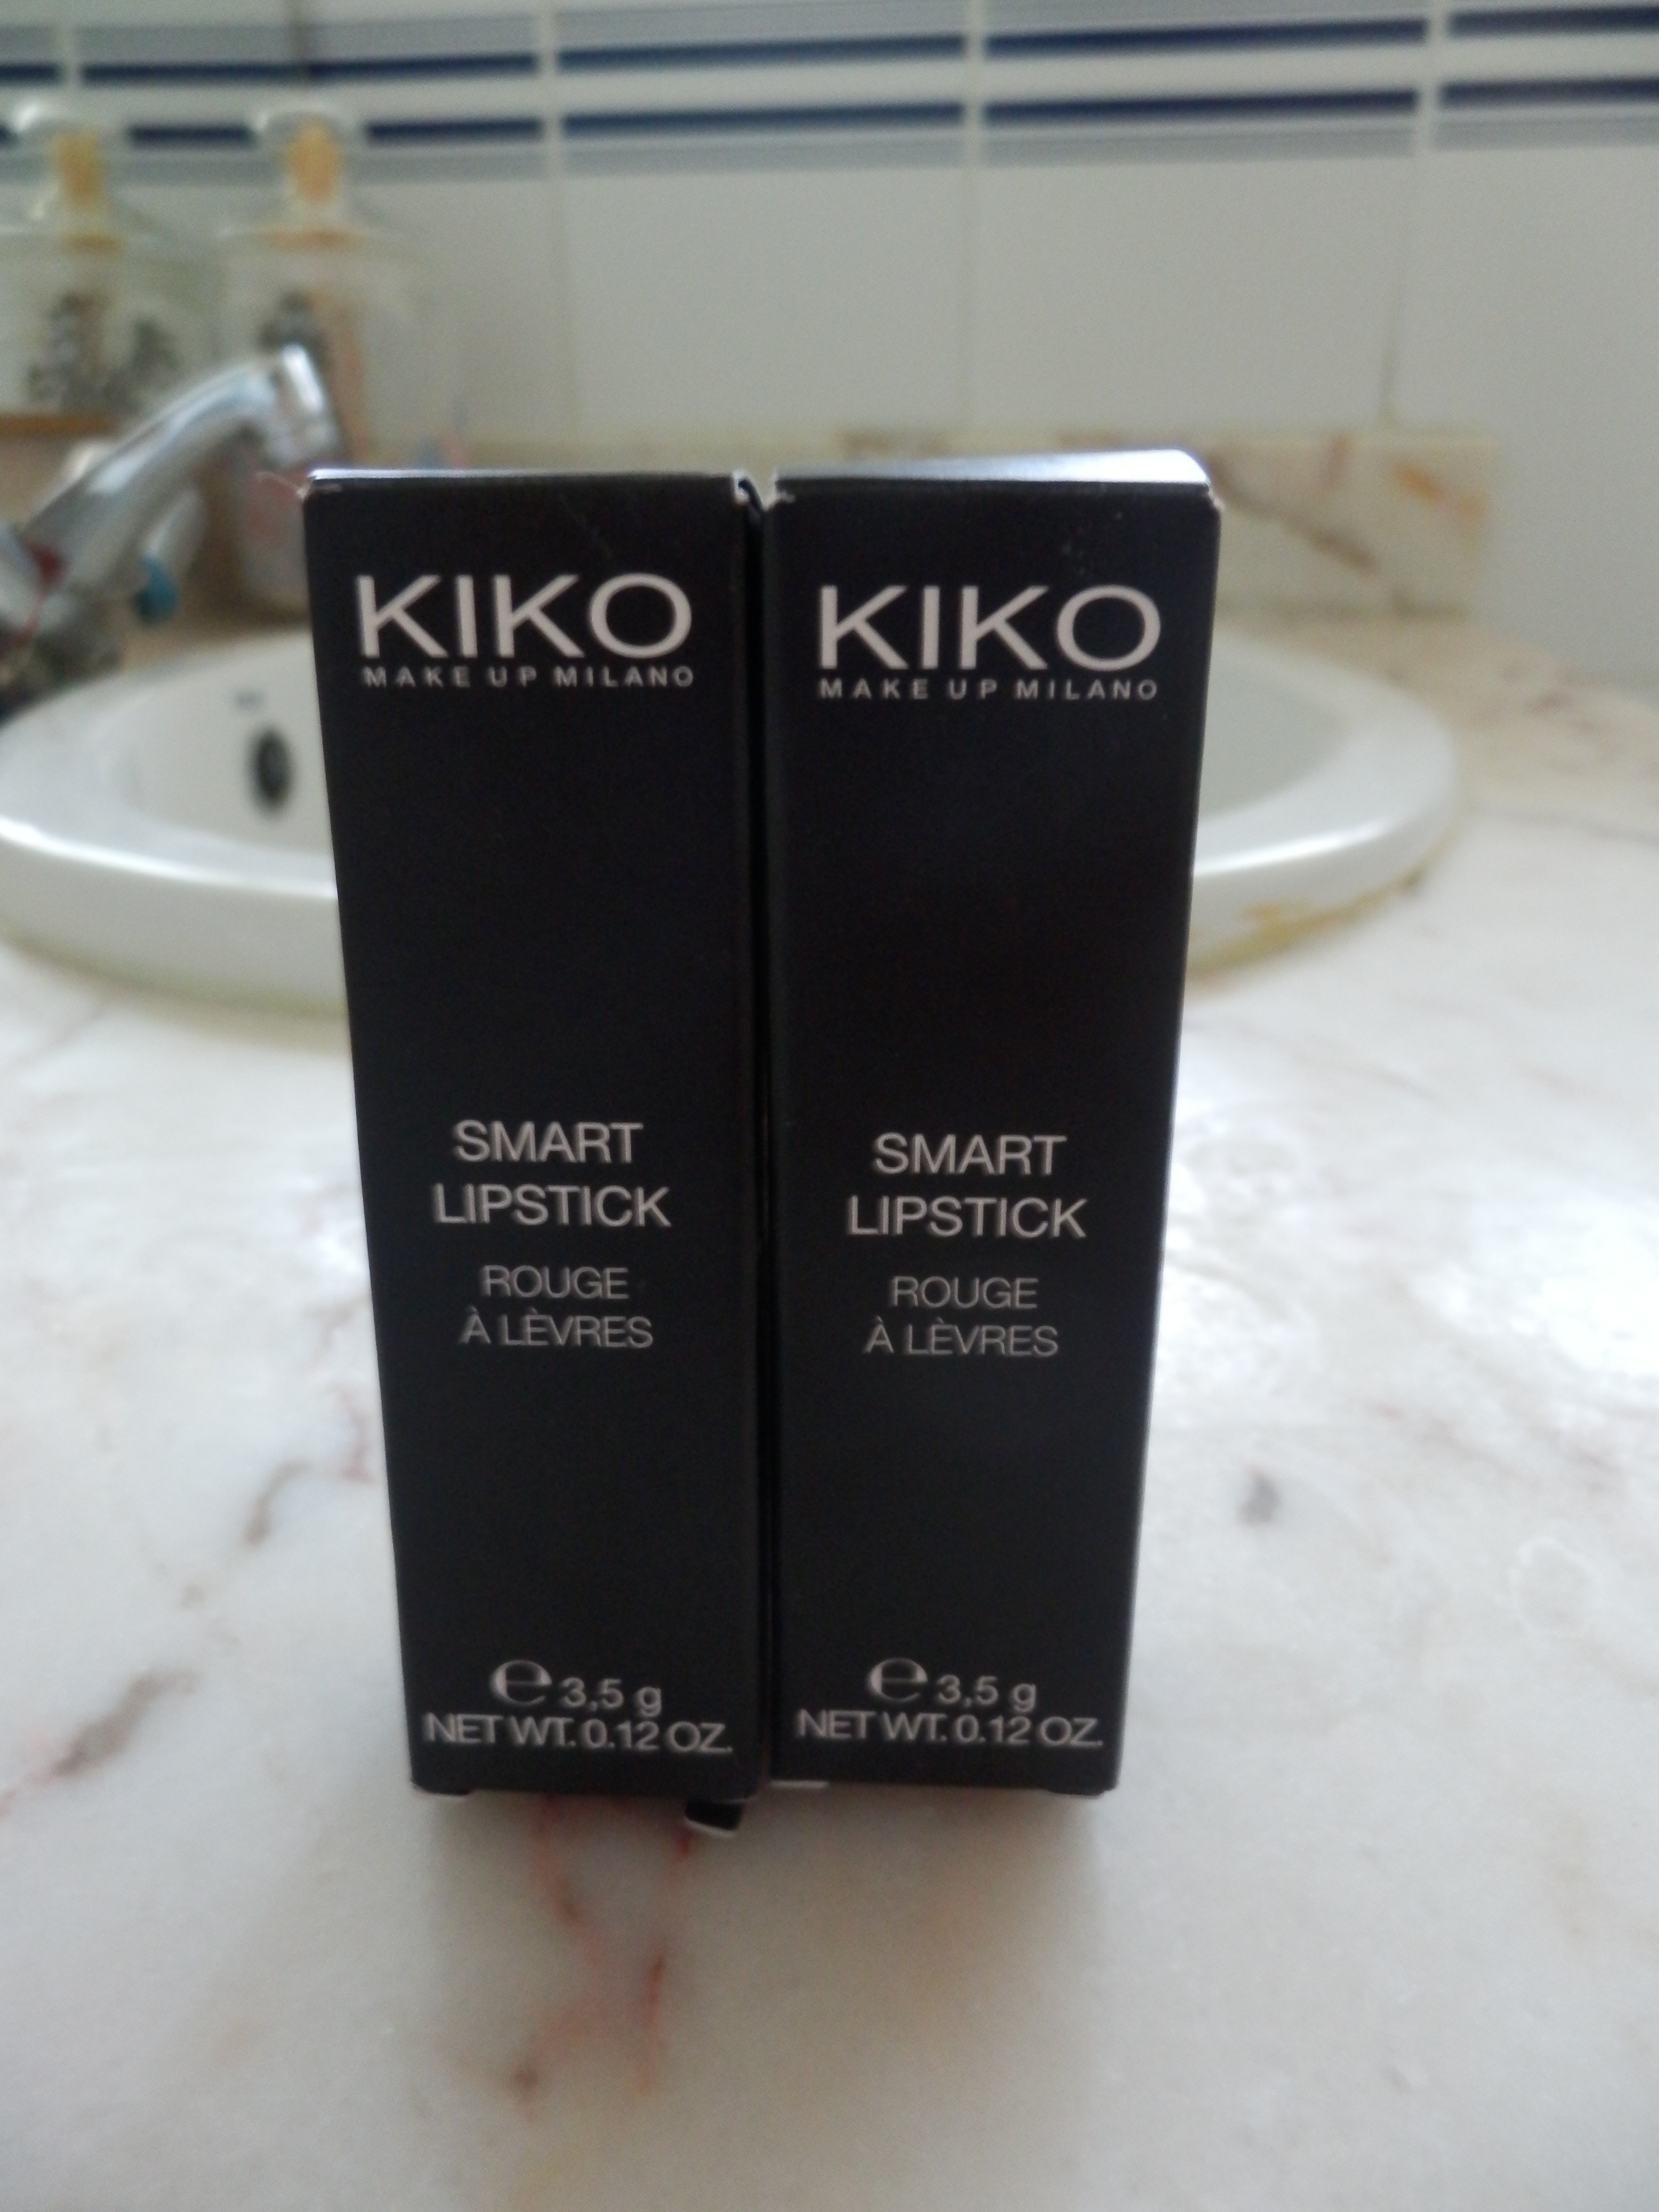 KIKO
MAKE UP MILANO
SMART
LIPSTICK
ROUGE
À LÈVRES
e 3,5 g
NET WT. 0.12 OZ.
KIKO
MAKE UP MILANO
SMART
LIPSTICK
ROUGE
À LÈVRES
e 3,5 g
NET WT. 0.12 OZ.